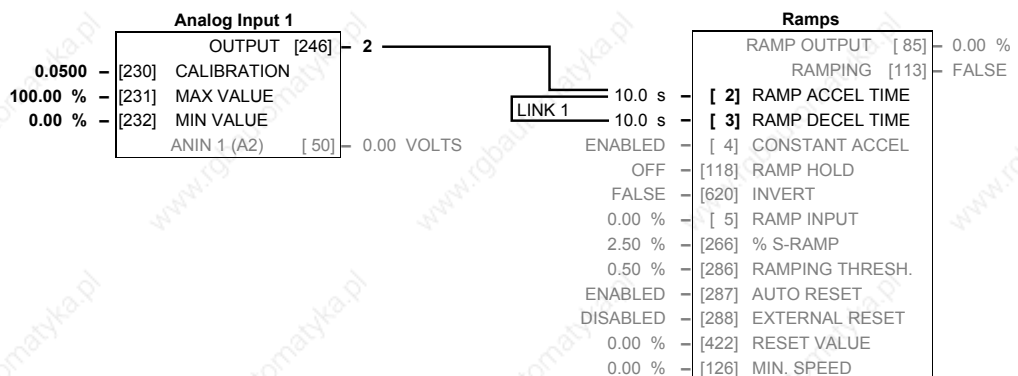 Analog Input 1
OUTPUT [246] – 2
0.0500 – [230] CALIBRATION
100.00 % – [231] MAX VALUE
0.00 % – [232] MIN VALUE
ANIN 1 (A2) [ 50] – 0.00 VOLTS
LINK 1
Ramps
RAMP OUTPUT [ 85] – 0.00 %
RAMPING [113] – FALSE
10.0 s – [ 2] RAMP ACCEL TIME
10.0 s – [ 3] RAMP DECEL TIME
ENABLED – [ 4] CONSTANT ACCEL
OFF – [118] RAMP HOLD
FALSE – [620] INVERT
0.00 % – [ 5] RAMP INPUT
2.50 % – [266] % S-RAMP
0.50 % – [286] RAMPING THRESH.
ENABLED – [287] AUTO RESET
DISABLED – [288] EXTERNAL RESET
0.00 % – [422] RESET VALUE
0.00 % – [126] MIN. SPEED
www.rgbautomatyka.pl